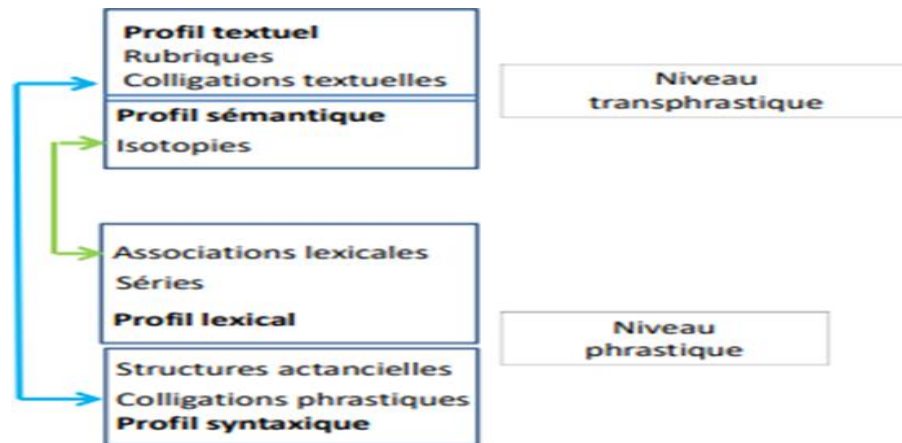 Profil textuel
Rubriques
Colligations textuelles
Profil sémantique
Isotopies
Niveau
transphrastique
Associations lexicales
Séries
Profil lexical
Structures actancielles
Colligations phrastiques
Profil syntaxique
Niveau
phrastique